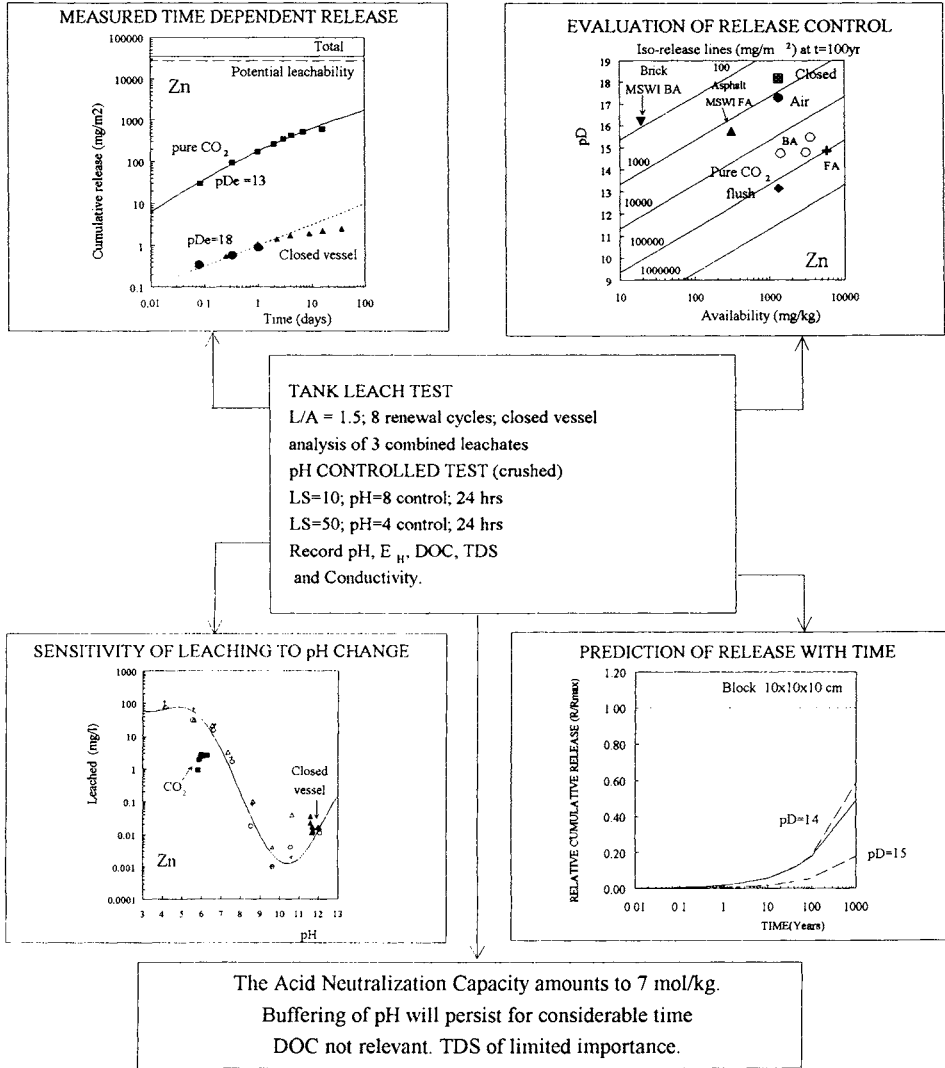 MEASURED TIME DEPENDENT RELEASE
100000
10000
1000
100
10
1
0.1
Cumulative release (mg/m2)
Total
Potential leachability
Zn
pure CO2
pDe =13
pDe=18
Closed vessel
0.01 0 1 1 10 100
Time (days)
EVALUATION OF RELEASE CONTROL
Iso-release lines (mg/m2) at t=100yr
19
18
17
16
15
14
13
12
11
10
9
pD
Brick
MSWI BA
100
Asphalt
MSWI FA
Closed
Air
BA
FA
1000
Pure CO2
flush
10000
100000
1000000
Zn
10 100 1000 10000
Availability (mg/kg)
TANK LEACH TEST
L/A = 1.5; 8 renewal cycles; closed vessel
analysis of 3 combined leachates
pH CONTROLLED TEST (crushed)
LS=10; pH=8 control; 24 hrs
LS=50; pH=4 control; 24 hrs
Record pH, EH, DOC, TDS
and Conductivity.
SENSITIVITY OF LEACHING TO pH CHANGE
1000
100
10
1
0.1
0.01
0.001
0.0001
Leached (mg/l)
CO2
Closed
vessel
Zn
3 4 5 6 7 8 9 10 11 12 13
pH
PREDICTION OF RELEASE WITH TIME
1.20
1.00
0.80
0.60
0.40
0.20
0.00
RELATIVE CUMULATIVE RELEASE (R/Rmax)
Block 10x10x10 cm
pD=14
pD=15
0 01 0 1 1 10 100 1000
TIME(Years)
The Acid Neutralization Capacity amounts to 7 mol/kg.
Buffering of pH will persist for considerable time
DOC not relevant. TDS of limited importance.